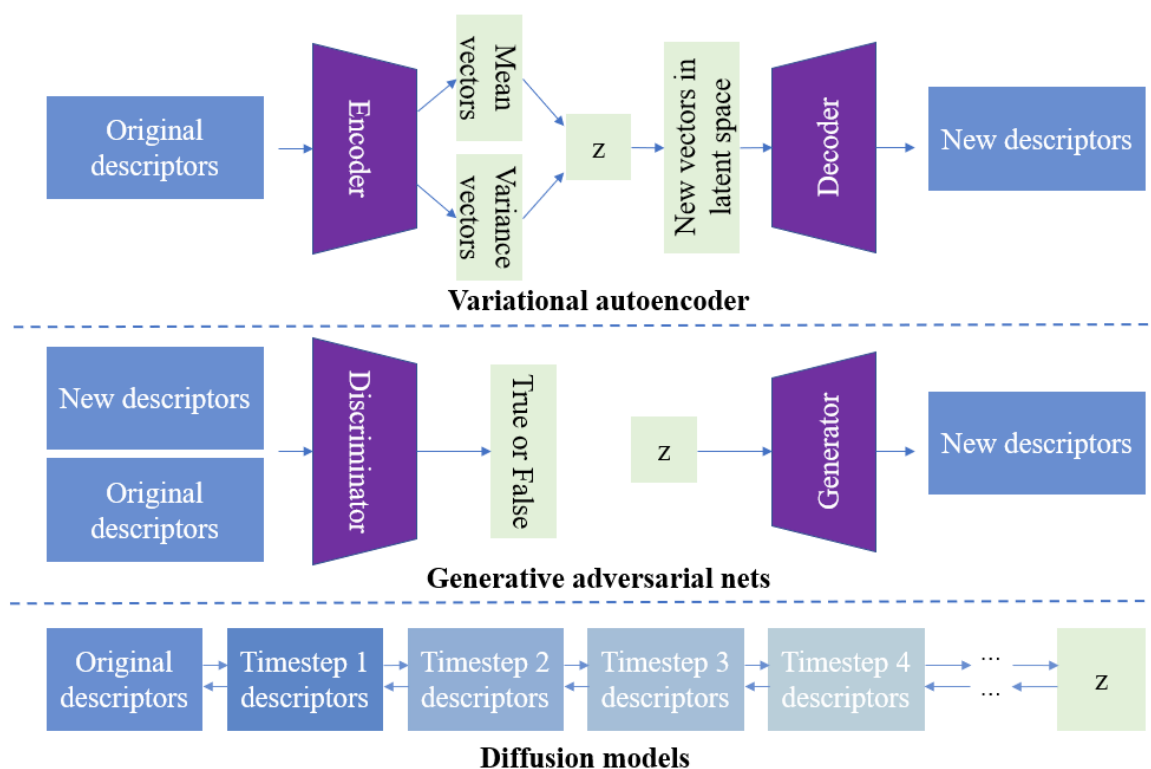 Original
descriptors
Encoder
Mean
vectors
Variance
vectors
z
New vectors in
latent space
Decoder
New descriptors
Variational autoencoder
New descriptors
Original
descriptors
Discriminator
True or False
z
Generator
New descriptors
Generative adversarial nets
Original
descriptors
Timestep 1
descriptors
Timestep 2
descriptors
Timestep 3
descriptors
Timestep 4
descriptors
...
...
z
Diffusion models